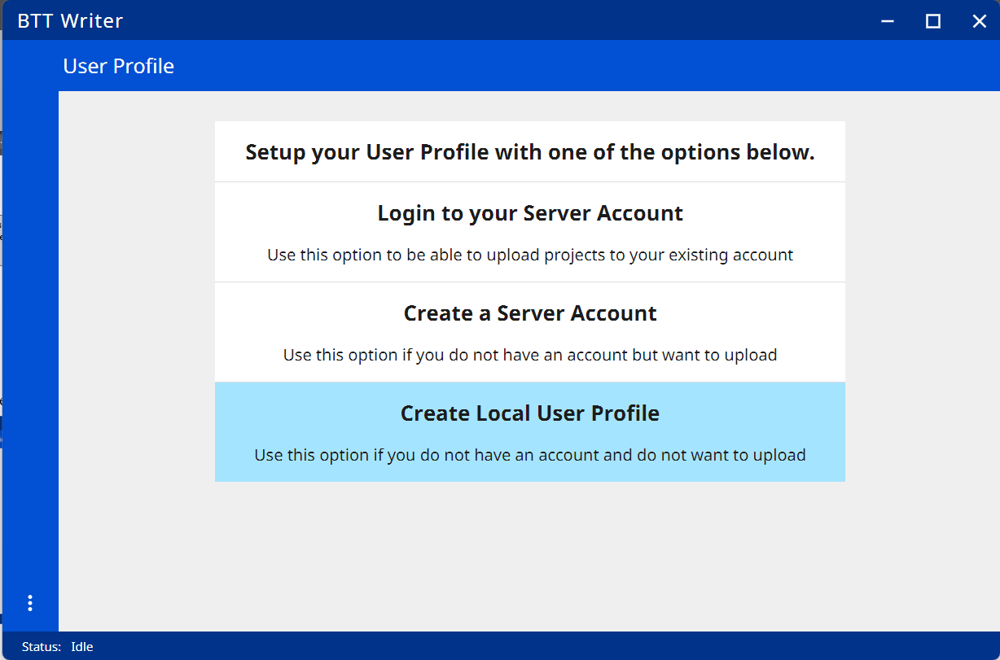 BTT Writer
User Profile
Setup your User Profile with one of the options below.
Login to your Server Account
Use this option to be able to upload projects to your existing account
Create a Server Account
Use this option if you do not have an account but want to upload
Create Local User Profile
Use this option if you do not have an account and do not want to upload
Status: Idle